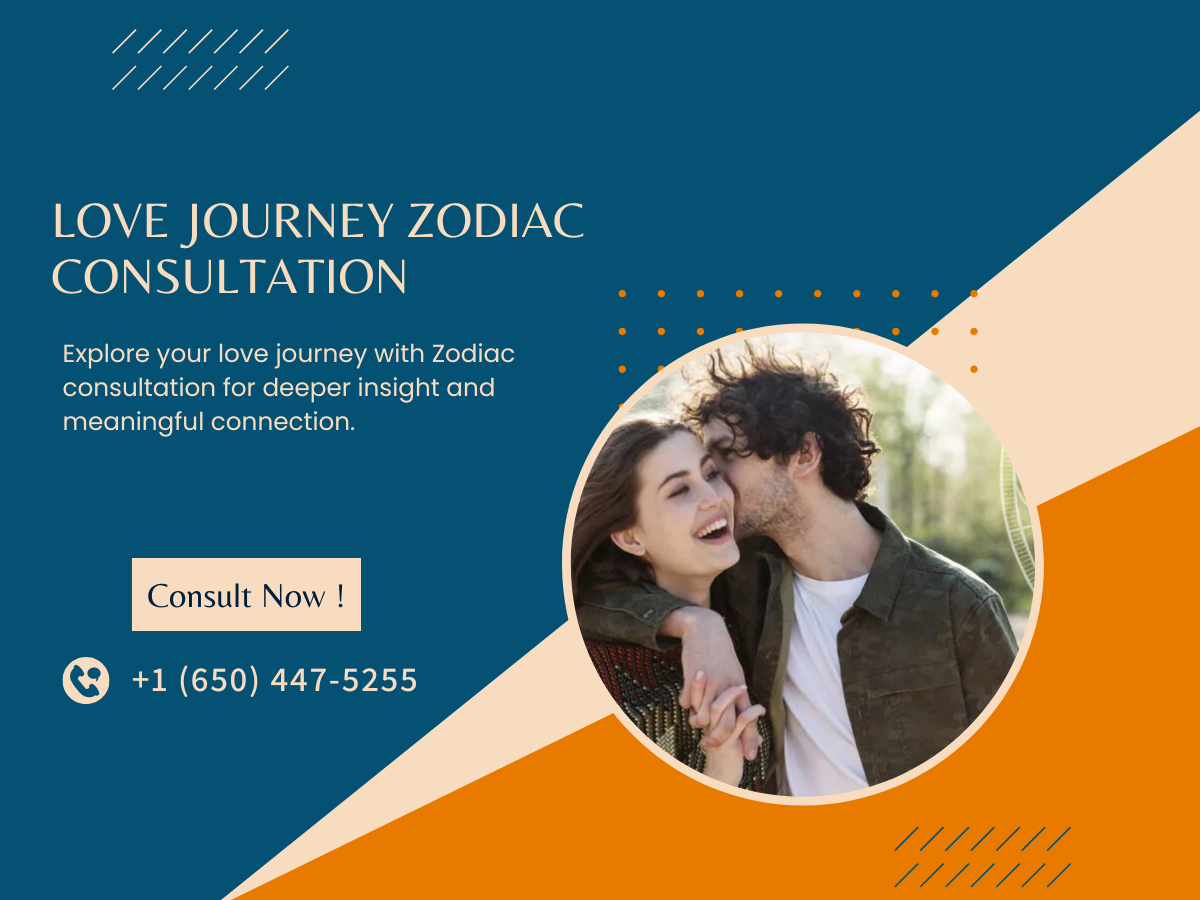 LOVE JOURNEY ZODIAC
CONSULTATION
Explore your love journey with Zodiac
consultation for deeper insight and
meaningful connection.
Consult Now !
+1 (650) 447-5255